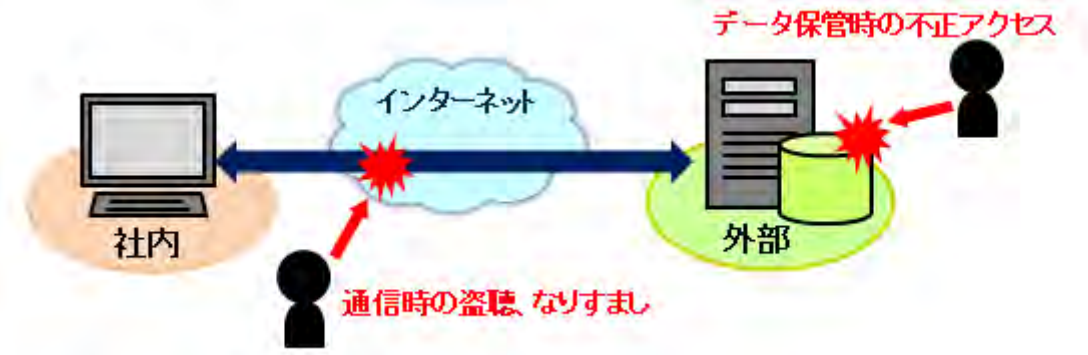 データ保管時の不正アクセス
インターネット
社内
外部
通信時の盗聴、なりすまし